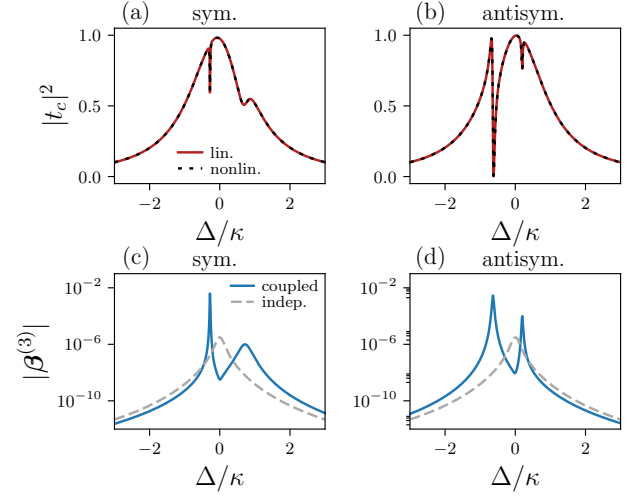 (a) sym.
(b) antisym.
|t_c|^2
1.0
0.5
0.0
lin.
nonlin.
−2 0 2
Δ/κ
1.0
0.5
0.0
−2 0 2
Δ/κ
(c) sym.
(d) antisym.
|β^(3)|
10^−2
10^−6
10^−10
coupled
indep.
−2 0 2
Δ/κ
10^−2
10^−6
10^−10
−2 0 2
Δ/κ